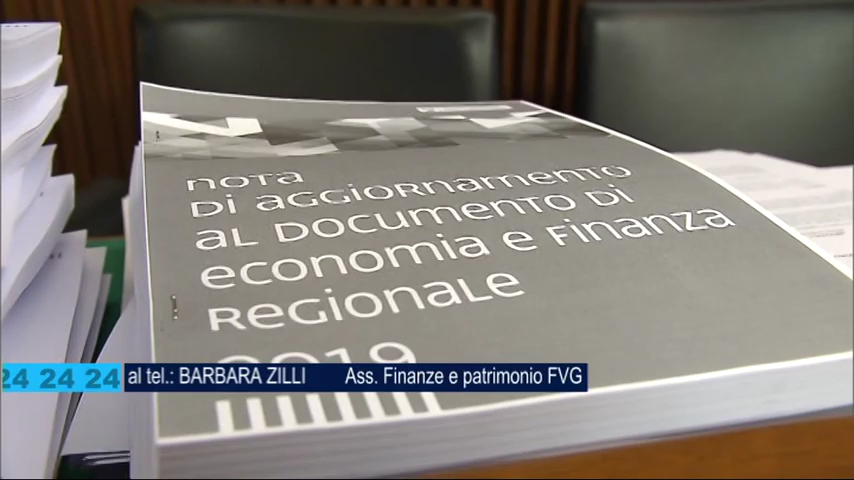 NOTA
DI AGGIORNAMENTO
AL DOCUMENTO DI
ECONOMIA E FINANZA
REGIONALE
2019
24 24 24 al tel.: BARBARA ZILLI Ass. Finanze e patrimonio FVG